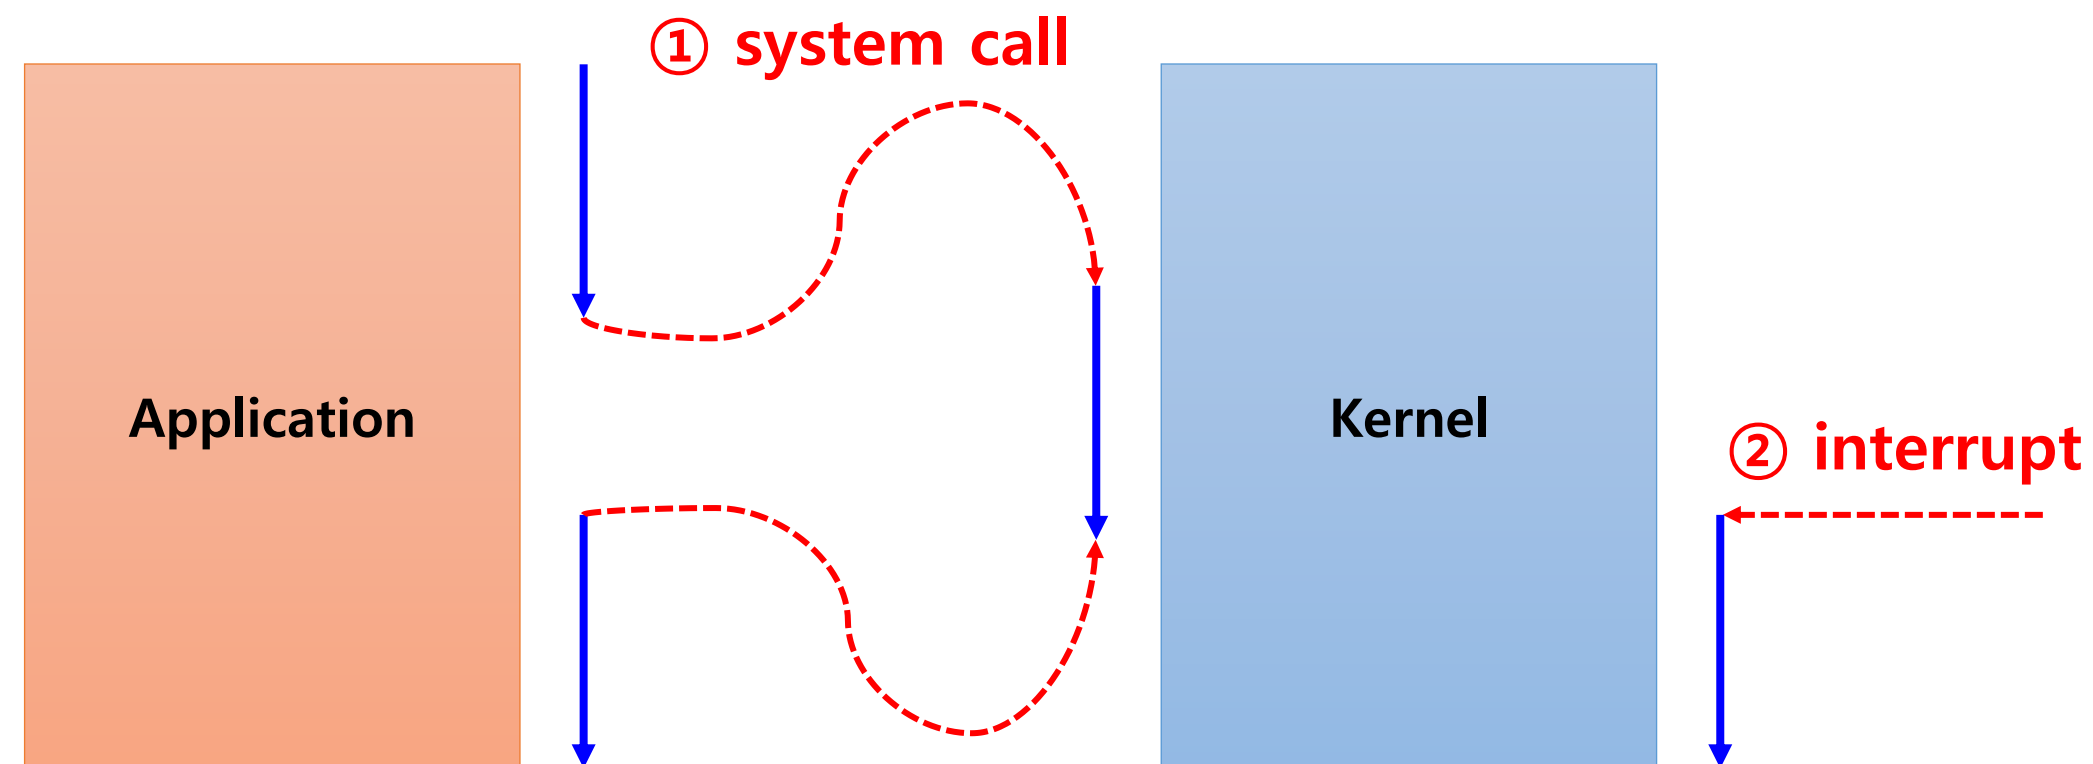 ① system call
Application
Kernel
② interrupt